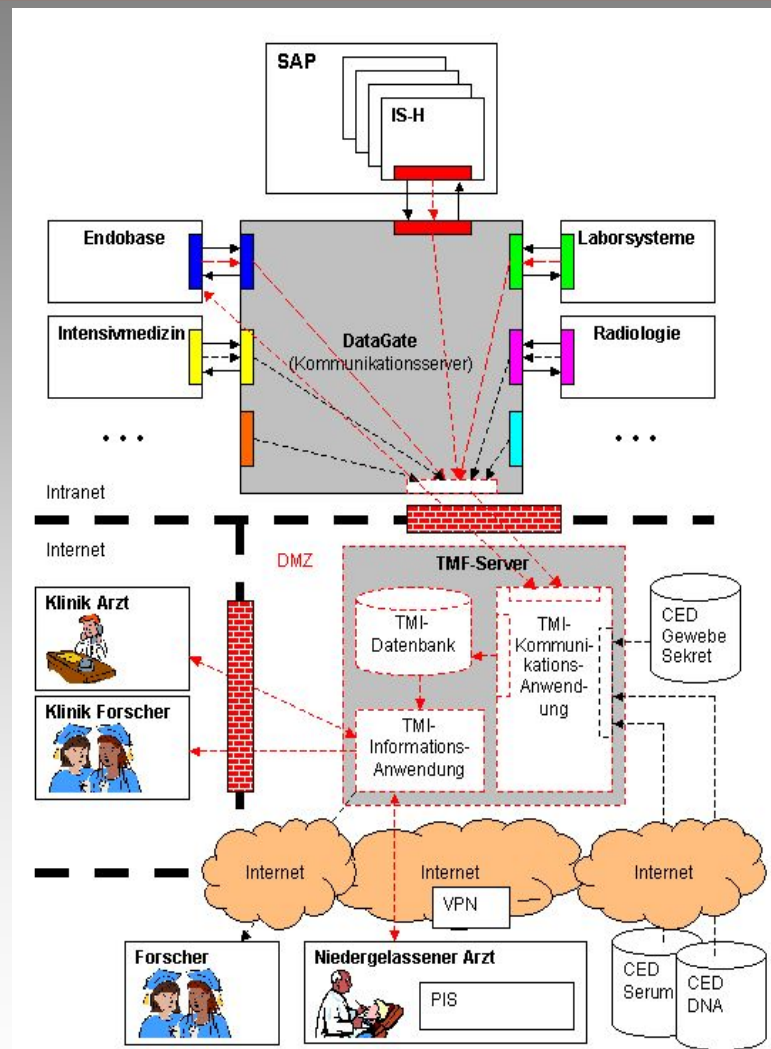 SAP
IS-H
Endobase
Laborsysteme
Intensivmedizin
DataGate
(Kommunikationsserver)
Radiologie
• • •
• • •
Intranet
Internet
DMZ
TMF-Server
Klinik Arzt
TMI-
Datenbank
TMI-
Kommuni-
kations-
Anwend-
ung
CED
Gewebe
Sekret
Klinik Forscher
TMI-
Informations-
Anwendung
Internet
Internet
Internet
VPN
Forscher
Niedergelassener Arzt
PIS
CED
Serum
CED
DNA